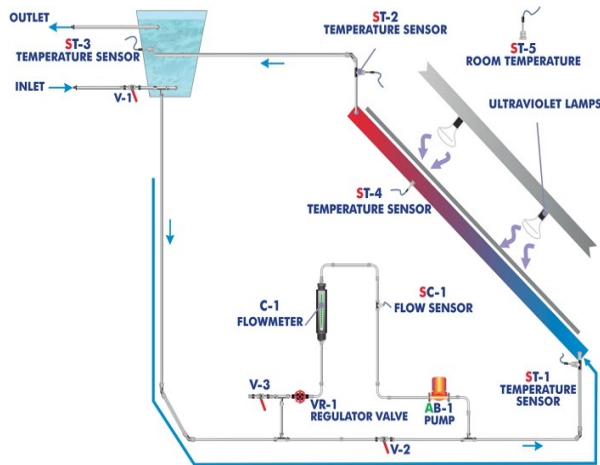 OUTLET
ST-3
TEMPERATURE SENSOR
INLET
V-1
ST-2
TEMPERATURE SENSOR
ST-5
ROOM TEMPERATURE
ULTRAVIOLET LAMPS
ST-4
TEMPERATURE SENSOR
C-1
FLOWMETER
SC-1
FLOW SENSOR
V-3
VR-1
REGULATOR VALVE
AB-1
PUMP
ST-1
TEMPERATURE
SENSOR
V-2